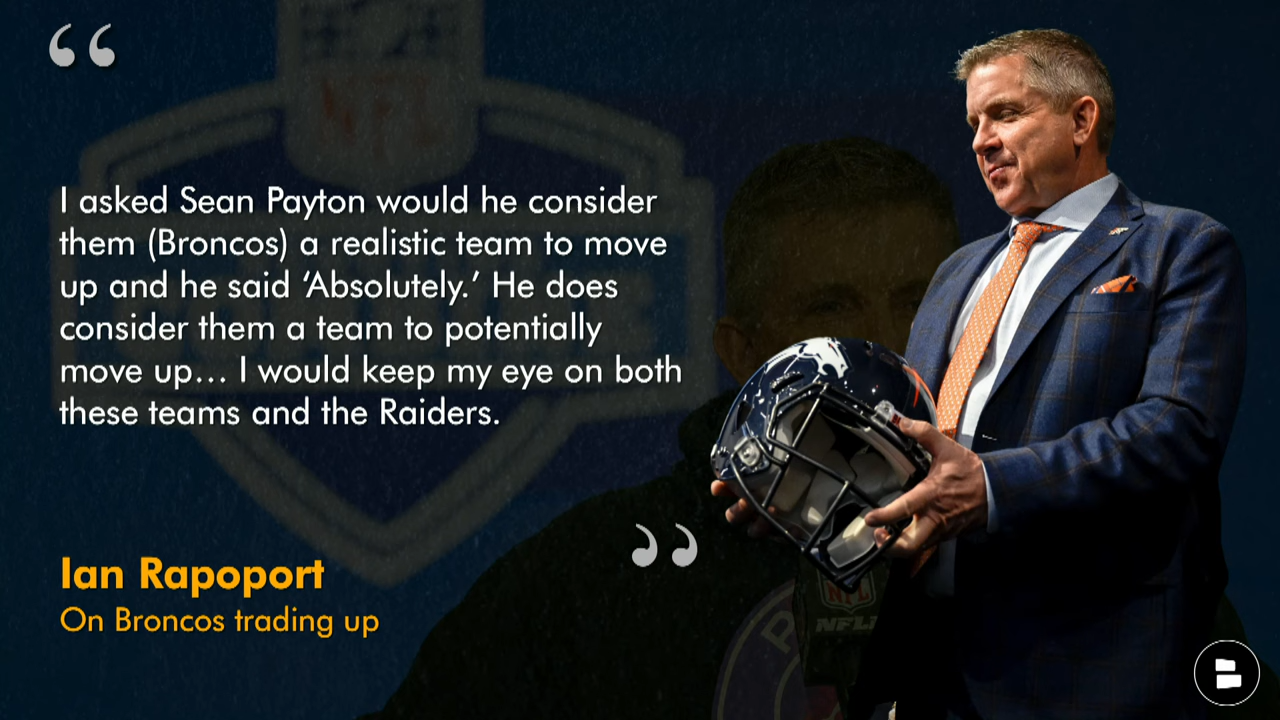 “
I asked Sean Payton would he consider
them (Broncos) a realistic team to move
up and he said ‘Absolutely.’ He does
consider them a team to potentially
move up… I would keep my eye on both
these teams and the Raiders.
”
Ian Rapoport
On Broncos trading up
NFL